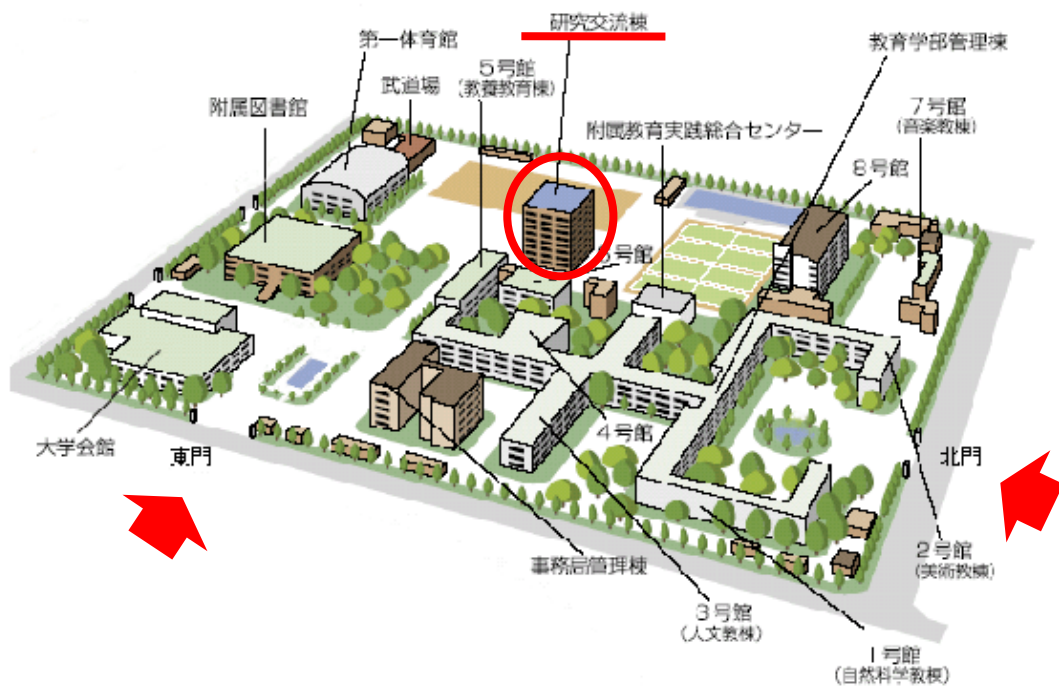 研究交流棟
第一体育館
教育学部管理棟
5号館
(教養教育棟)
武道場
附属図書館
7号館
(音楽教棟)
附属教育実践総合センター
8号館
号館
4号館
大学会館
東門
北門
事務局管理棟
2号館
(美術教棟)
3号館
(人文教棟)
1号館
(自然科学教棟)